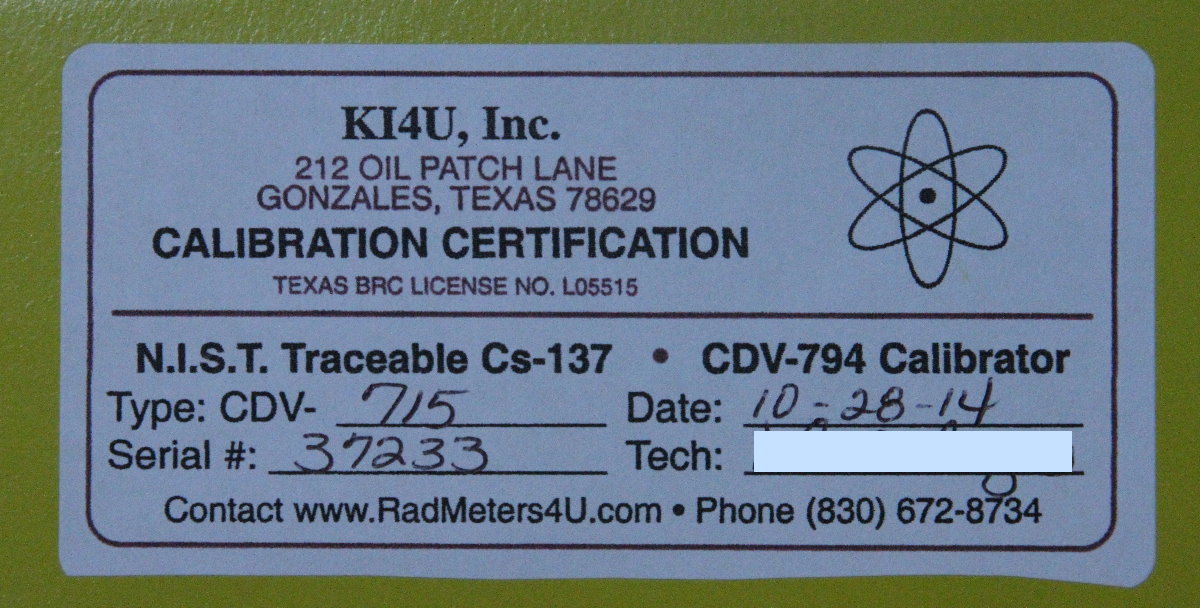 KI4U, Inc.
212 OIL PATCH LANE
GONZALES, TEXAS 78629
CALIBRATION CERTIFICATION
TEXAS BRC LICENSE NO. L05515
N.I.S.T. Traceable Cs-137 • CDV-794 Calibrator
Type: CDV- 715 Date: 10-28-14
Serial #: 37233 Tech:
Contact www.RadMeters4U.com • Phone (830) 672-8734